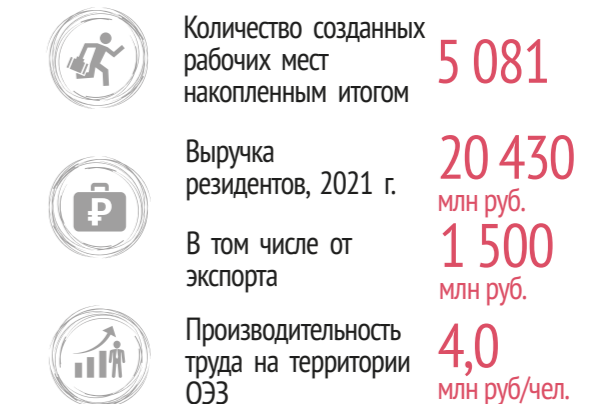 Количество созданных
рабочих мест
накопленным итогом
5 081
Выручка
резидентов, 2021 г.
20 430
млн руб.
В том числе от
экспорта
1 500
млн руб.
Производительность
труда на территории
ОЭЗ
4,0
млн руб/чел.